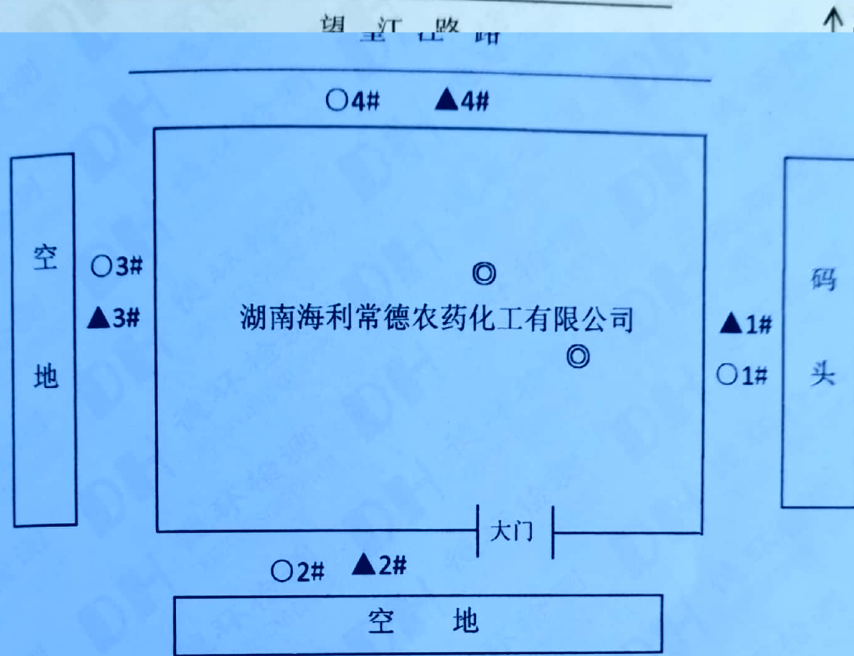 望江路
○4# ▲4#
空地
○3#
▲3#
◎
湖南海利常德农药化工有限公司
◎
▲1#
○1#
码头
大门
○2# ▲2#
空地